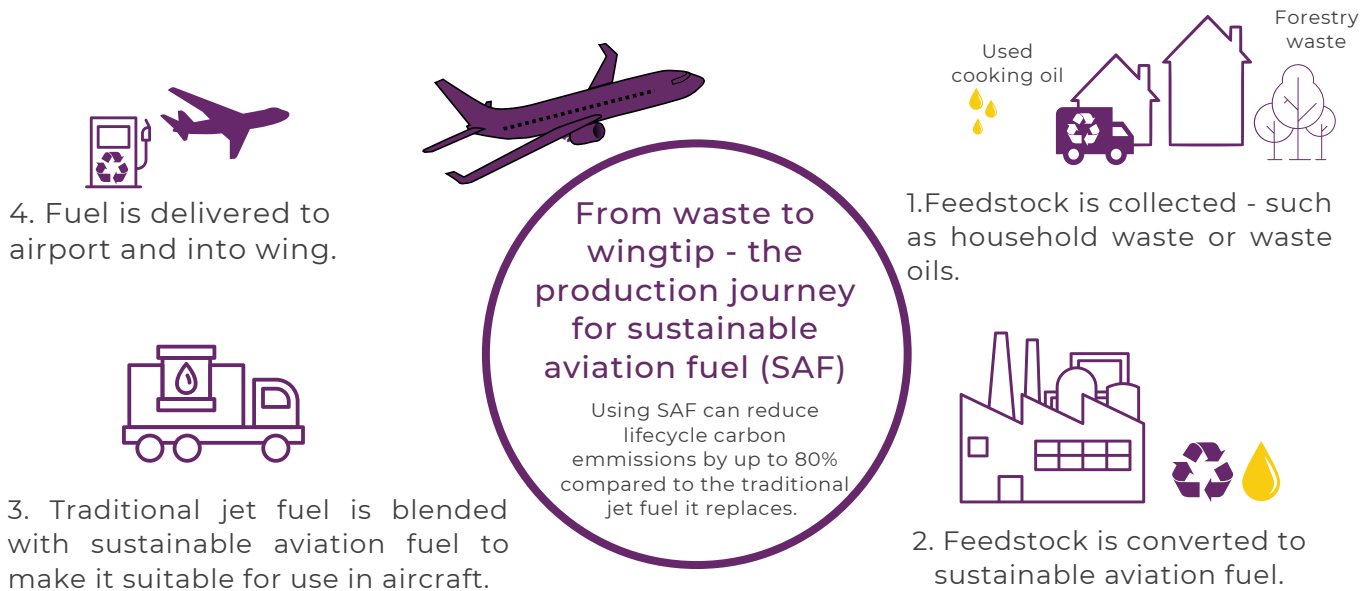 From waste to
wingtip - the
production journey
for sustainable
aviation fuel (SAF)
Using SAF can reduce
lifecycle carbon
emmissions by up to 80%
compared to the traditional
jet fuel it replaces.
Used
cooking oil
Forestry
waste
1.Feedstock is collected - such
as household waste or waste
oils.
2. Feedstock is converted to
sustainable aviation fuel.
3. Traditional jet fuel is blended
with sustainable aviation fuel to
make it suitable for use in aircraft.
4. Fuel is delivered to
airport and into wing.